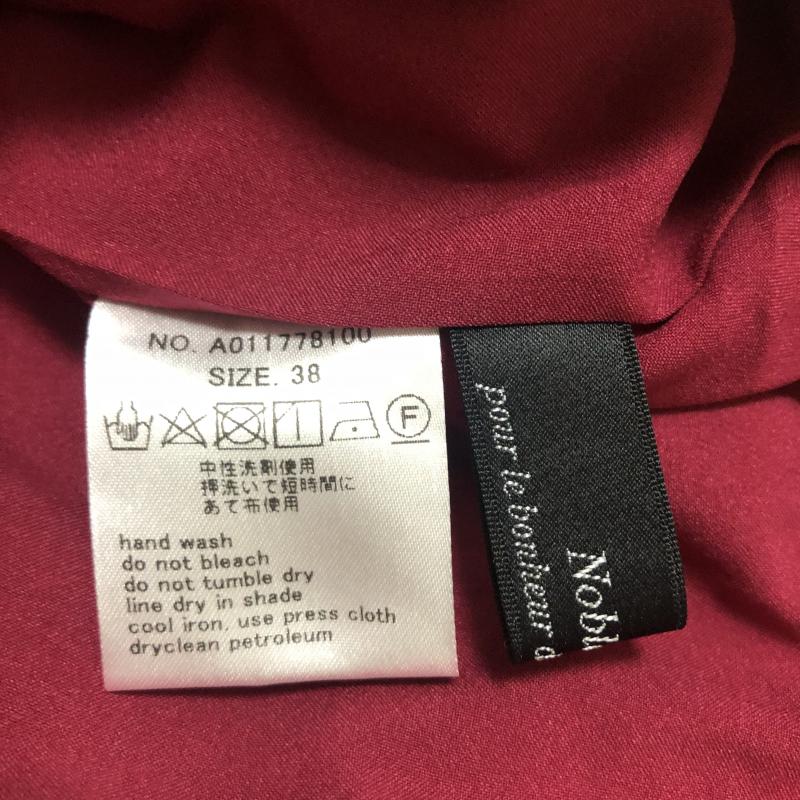 NO. A011778100
SIZE. 38
F
中性洗剤使用
押洗いで短時間に
あて布使用
hand wash
do not bleach
do not tumble dry
line dry in shade
cool iron, use press cloth
dryclean petroleum
pour le bonheur d
Nobl